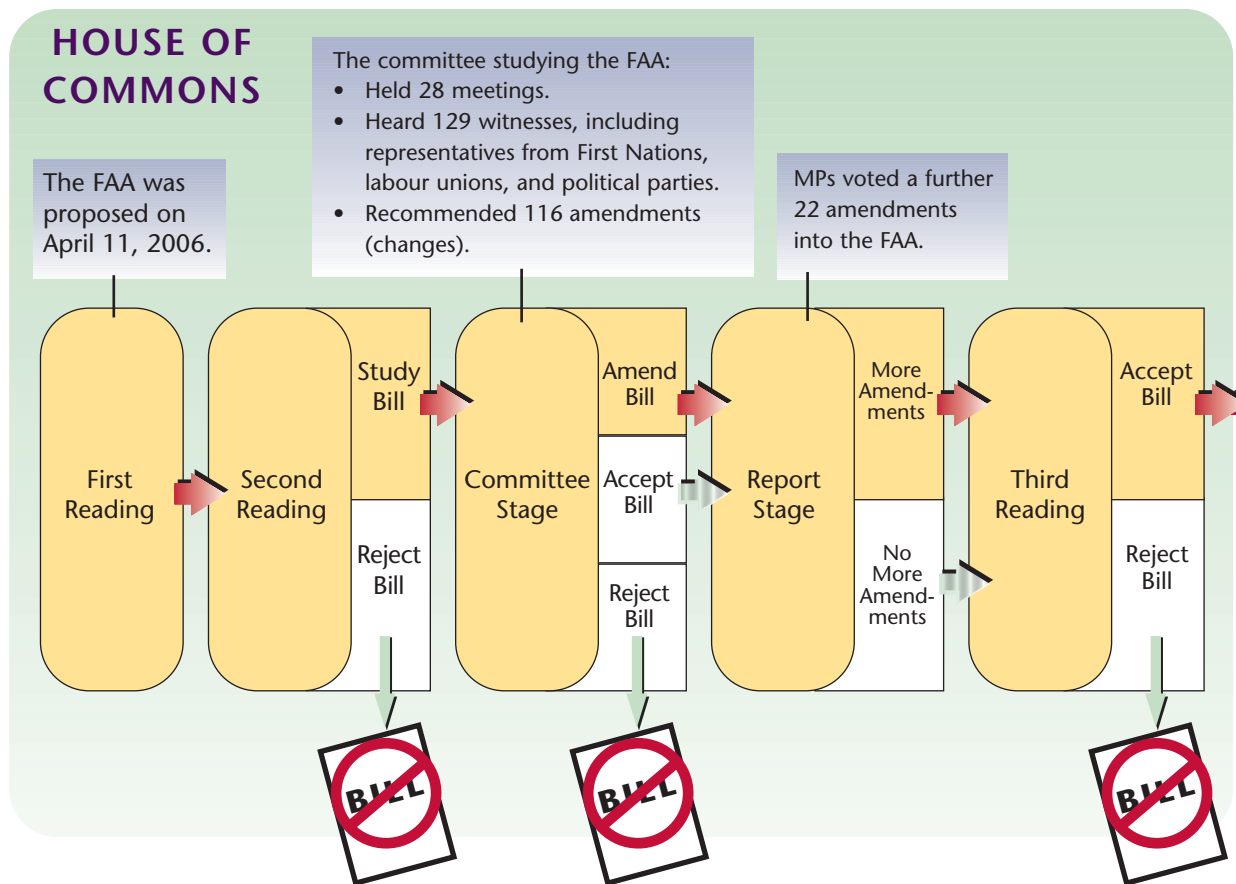 HOUSE OF
COMMONS
The FAA was
proposed on
April 11, 2006.
The committee studying the FAA:
• Held 28 meetings.
• Heard 129 witnesses, including
representatives from First Nations,
labour unions, and political parties.
• Recommended 116 amendments
(changes).
MPs voted a further
22 amendments
into the FAA.
First
Reading
Second
Reading
Study
Bill
Reject
Bill
Committee
Stage
Amend
Bill
Accept
Bill
Reject
Bill
Report
Stage
More
Amend-
ments
No
More
Amend-
ments
Third
Reading
Accept
Bill
Reject
Bill
BILL
BILL
BILL